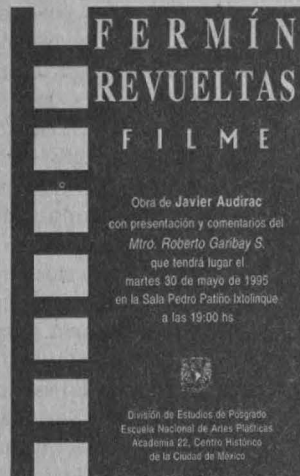 FERMÍN
REVUELTAS
FILME
Obra de Javier Audirac
con presentación y comentarios del
Mtro. Roberto Garibay S.
que tendrá lugar el
martes 30 de mayo de 1995
en la Sala Pedro Patiño Ixtolinque
a las 19:00 hs
División de Estudios de Posgrado
Escuela Nacional de Artes Plásticas
Academia 22, Centro Histórico
de la Ciudad de México